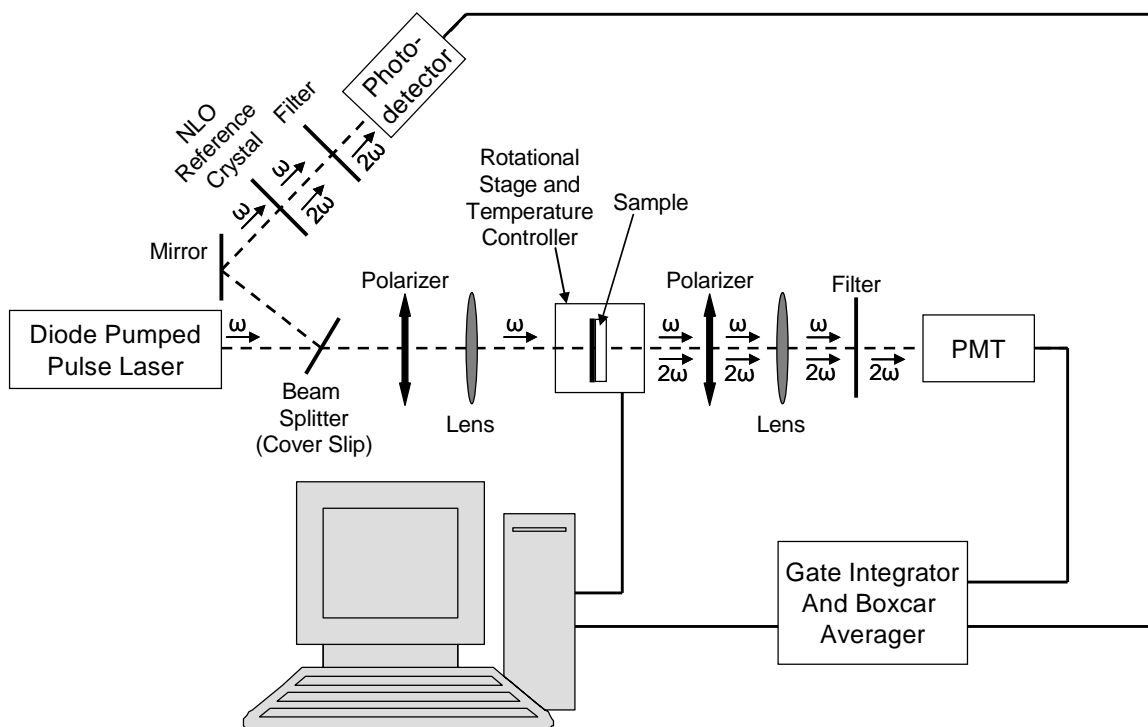 Photo-
detector
Filter
NLO
Reference
Crystal
ω
ω
2ω
2ω
Mirror
Rotational
Stage and
Temperature
Controller
Sample
Diode Pumped
Pulse Laser
ω
Beam
Splitter
(Cover Slip)
Polarizer
Lens
ω
ω
2ω
Polarizer
ω
2ω
Lens
ω
2ω
Filter
2ω
PMT
Gate Integrator
And Boxcar
Averager